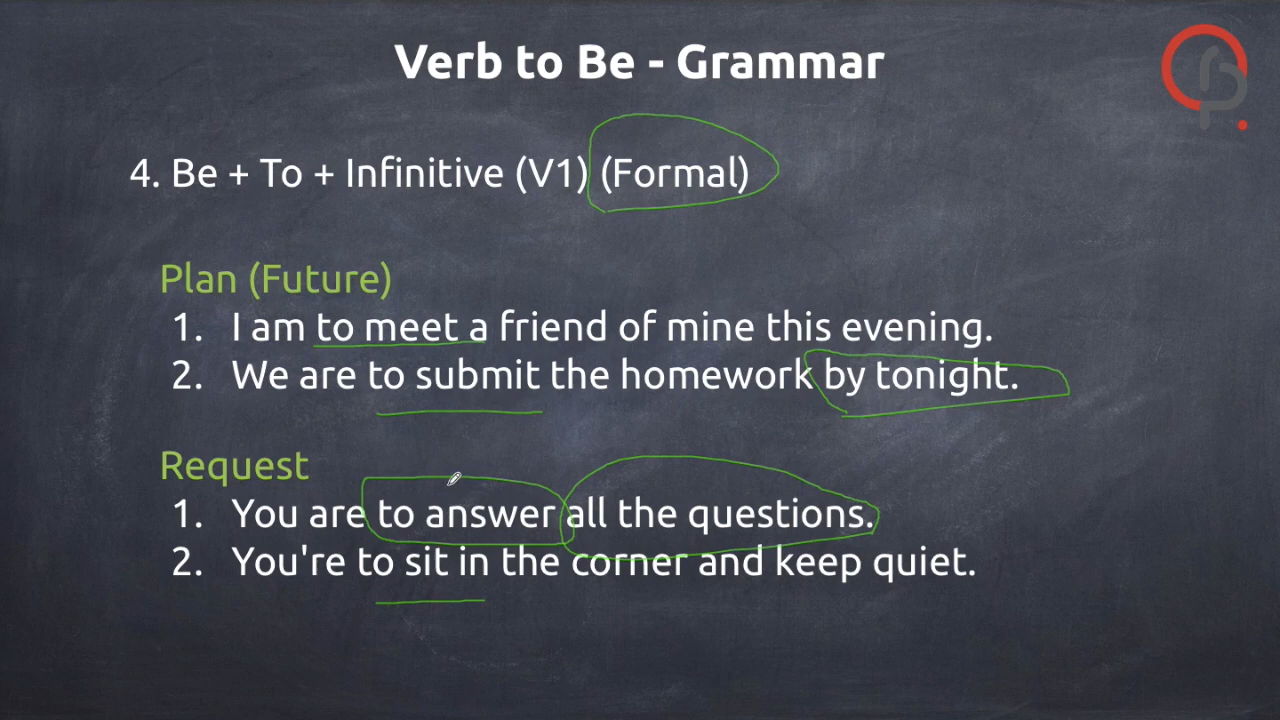 Verb to Be - Grammar
4. Be + To + Infinitive (V1) (Formal)
Plan (Future)
1. I am to meet a friend of mine this evening.
2. We are to submit the homework by tonight.
Request
1. You are to answer all the questions.
2. You're to sit in the corner and keep quiet.